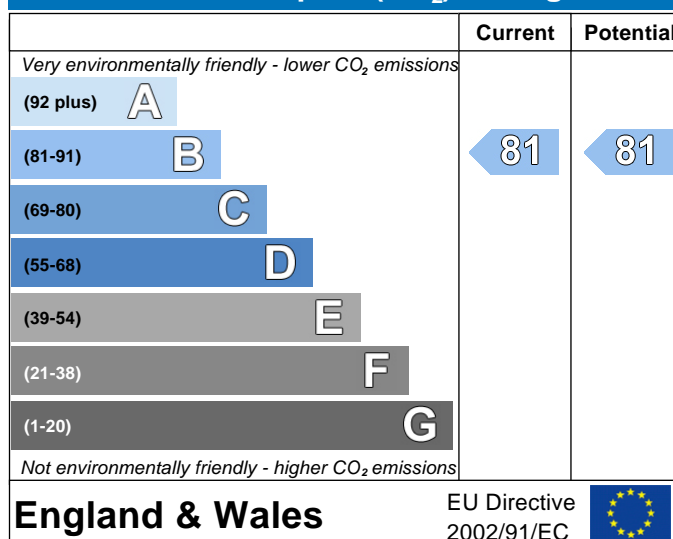 Current Potential
Very environmentally friendly - lower CO₂ emissions
(92 plus) A
(81-91) B 81 81
(69-80) C
(55-68) D
(39-54) E
(21-38) F
(1-20) G
Not environmentally friendly - higher CO₂ emissions
England & Wales
EU Directive
2002/91/EC